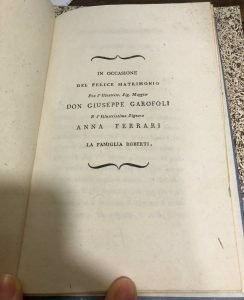 IN OCCASIONE
DEL FELICE MATRIMONIO
Fra l'Illustriss. Sig. Maggior
DON GIUSEPPE GAROFOLI
E l'Illustrissima Signora
ANNA FERRARI
LA FAMIGLIA ROBERTI,